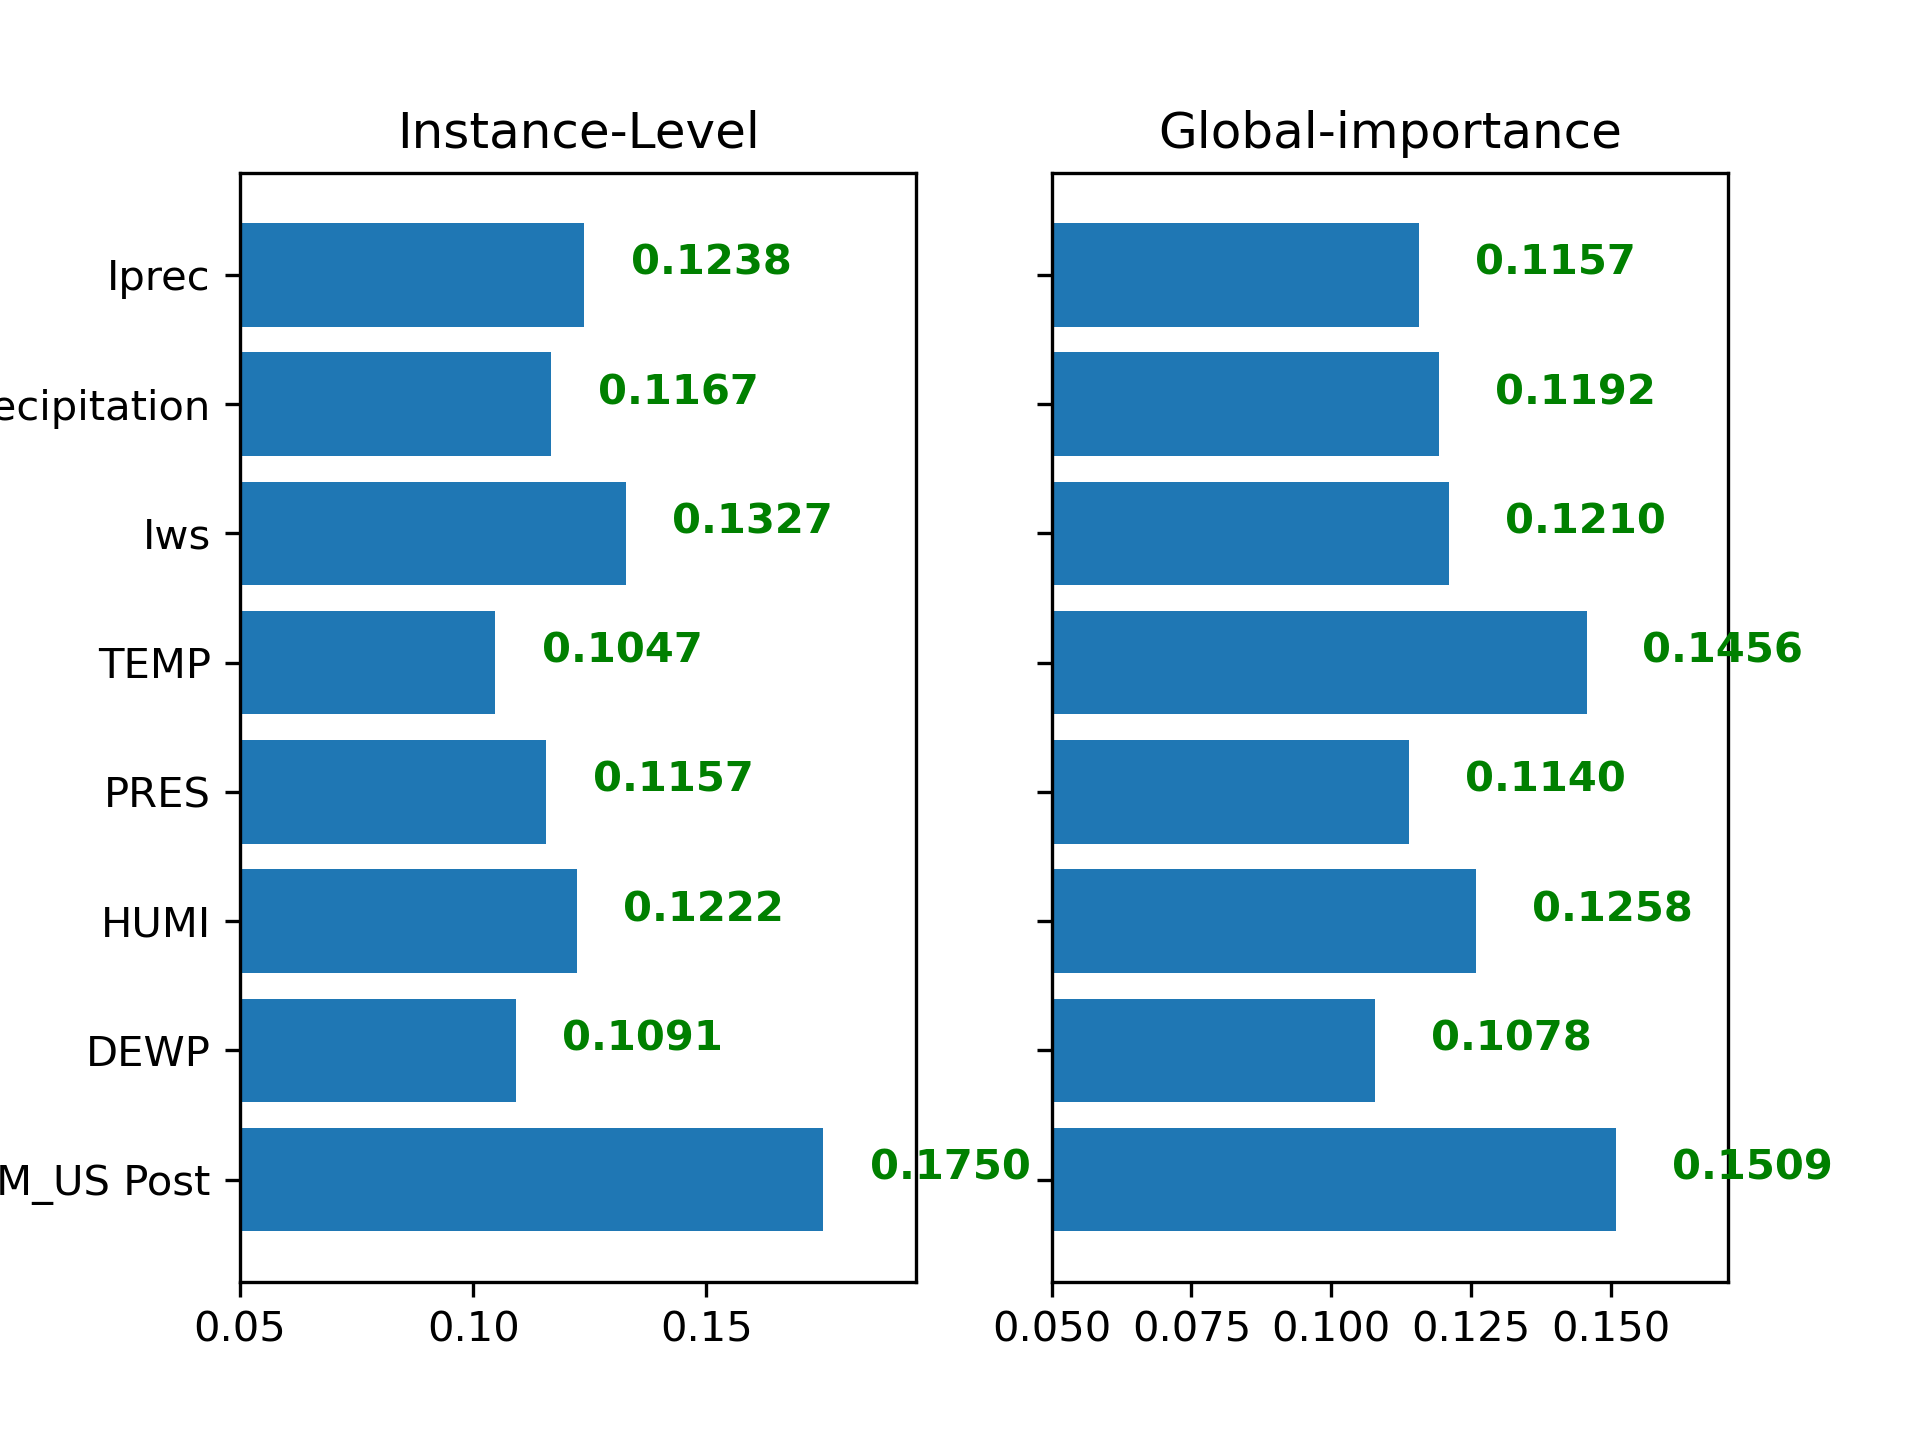 Instance-Level
Global-importance
Iprec
0.1238
0.1157
ecipitation
0.1167
0.1192
Iws
0.1327
0.1210
TEMP
0.1047
0.1456
PRES
0.1157
0.1140
HUMI
0.1222
0.1258
DEWP
0.1091
0.1078
M_US Post
0.1750
0.1509
0.05 0.10 0.15
0.050 0.075 0.100 0.125 0.150